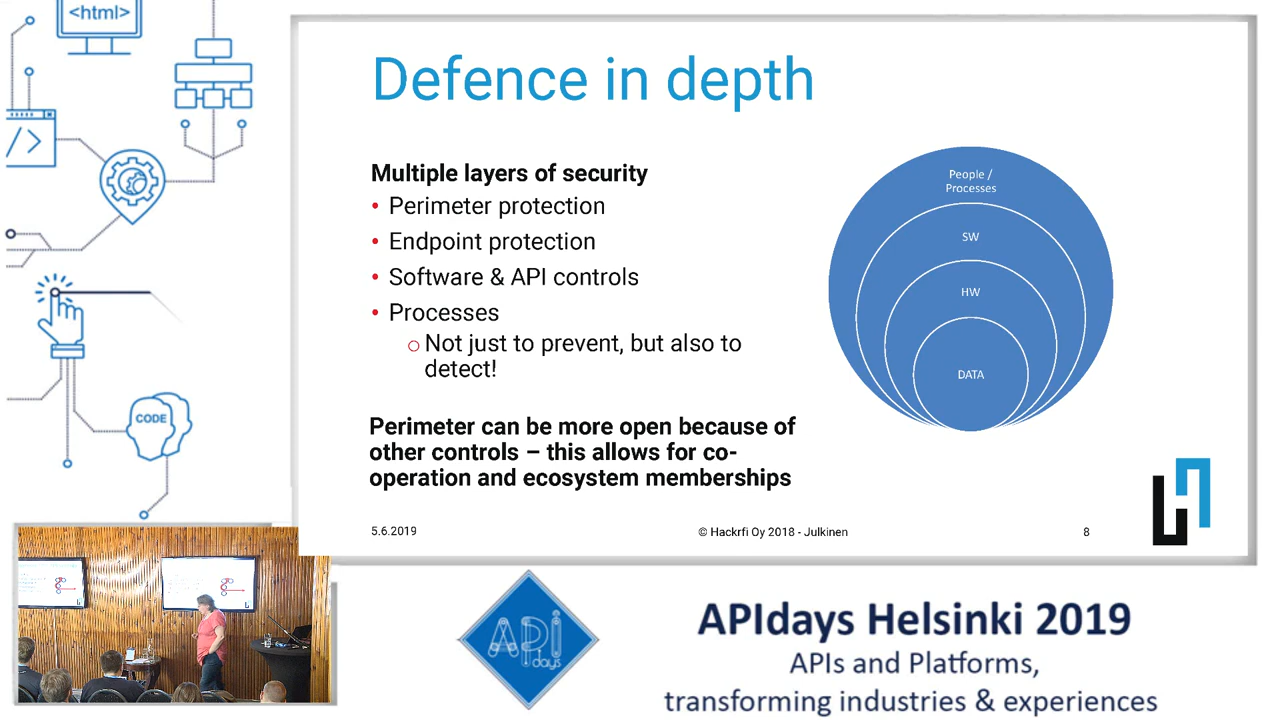 <html>
Defence in depth
Multiple layers of security
• Perimeter protection
• Endpoint protection
• Software & API controls
• Processes
○ Not just to prevent, but also to
detect!
Perimeter can be more open because of
other controls – this allows for co-
operation and ecosystem memberships
People /
Processes
SW
HW
DATA
CODE
5.6.2019
© Hackrfi Oy 2018 - Julkinen
8
API
days
APIdays Helsinki 2019
APIs and Platforms,
transforming industries & experiences